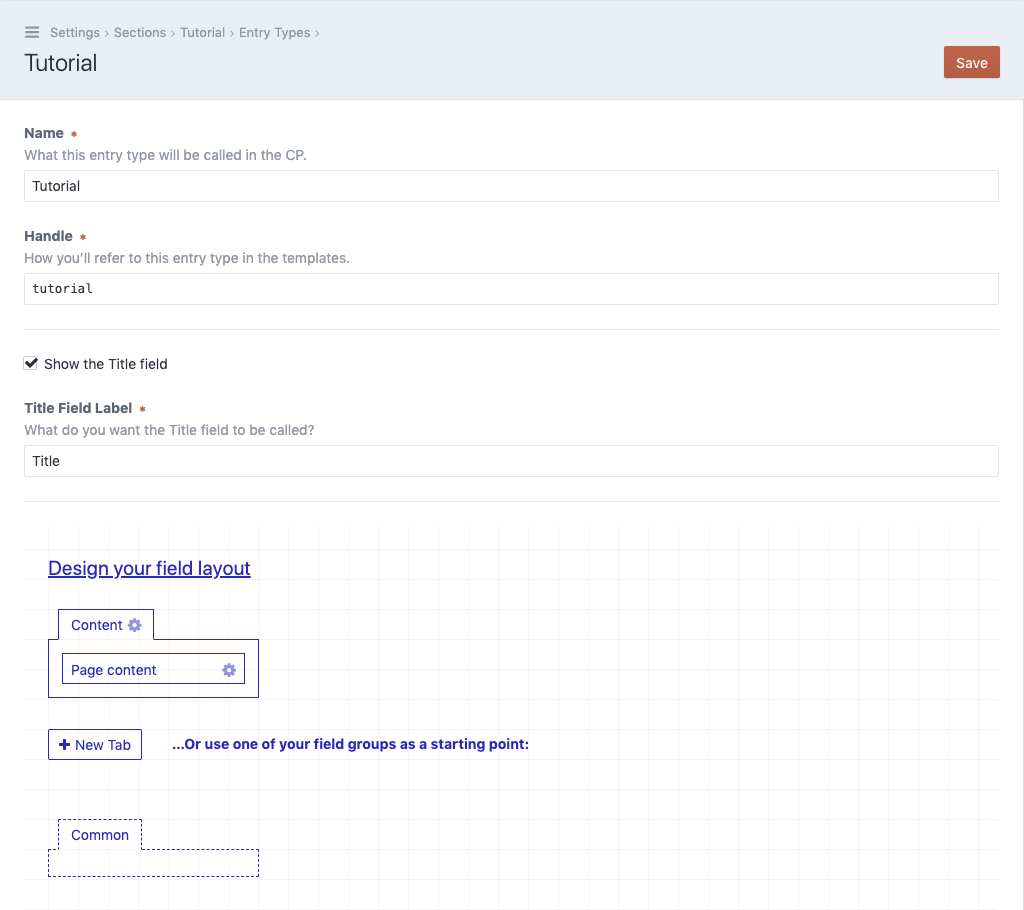 Settings › Sections › Tutorial › Entry Types ›
Tutorial
Save
Name *
What this entry type will be called in the CP.
Tutorial
Handle *
How you’ll refer to this entry type in the templates.
tutorial
Show the Title field
Title Field Label *
What do you want the Title field to be called?
Title
Design your field layout
Content
Page content
+ New Tab
...Or use one of your field groups as a starting point:
Common